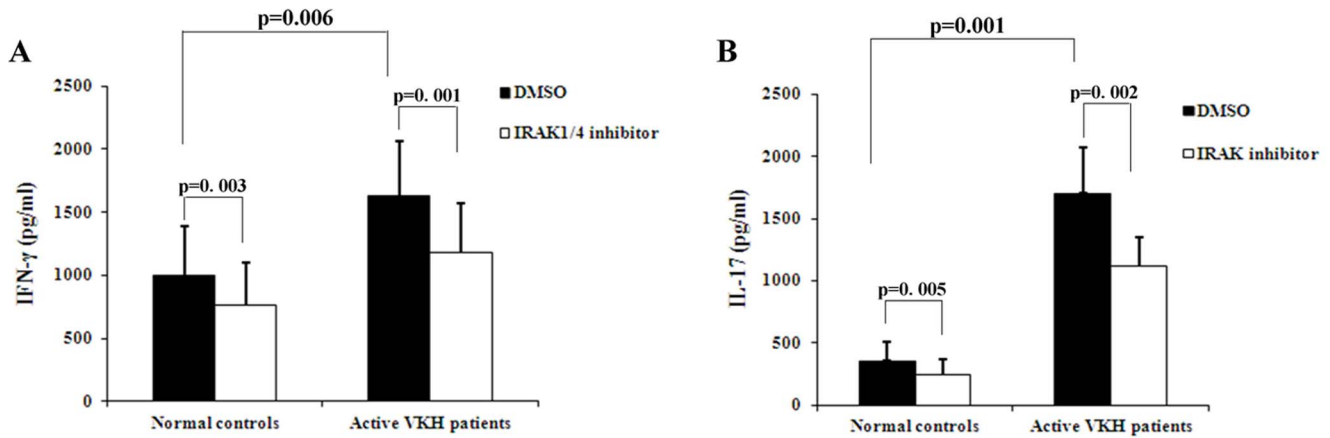 A
p=0.006
IFN-γ (pg/ml)
2500
2000
1500
1000
500
0
p=0. 003
p=0. 001
DMSO
IRAK1/4 inhibitor
Normal controls
Active VKH patients
B
p=0.001
IL-17 (pg/ml)
2500
2000
1500
1000
500
0
p=0. 005
p=0. 002
DMSO
IRAK inhibitor
Normal controls
Active VKH patients